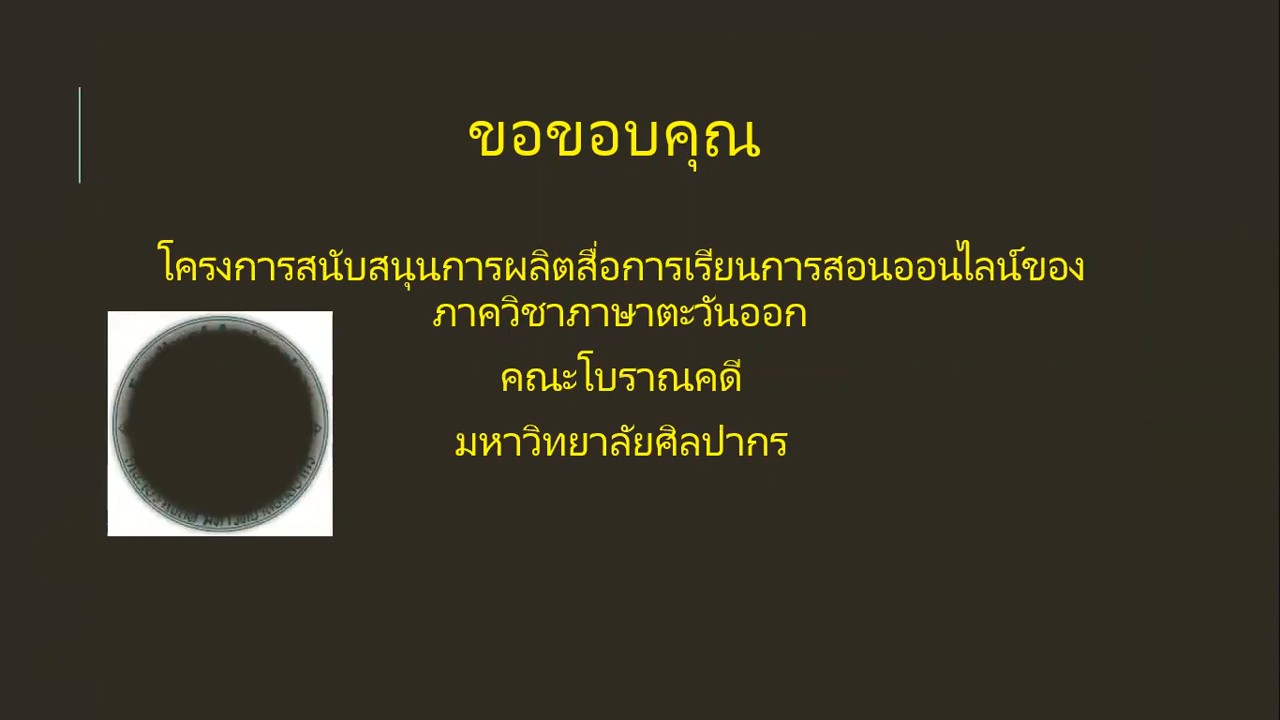 ขอขอบคุณ
โครงการสนับสนุนการผลิตสื่อการเรียนการสอนออนไลน์ของ
ภาควิชาภาษาตะวันออก
คณะโบราณคดี
มหาวิทยาลัยศิลปากร